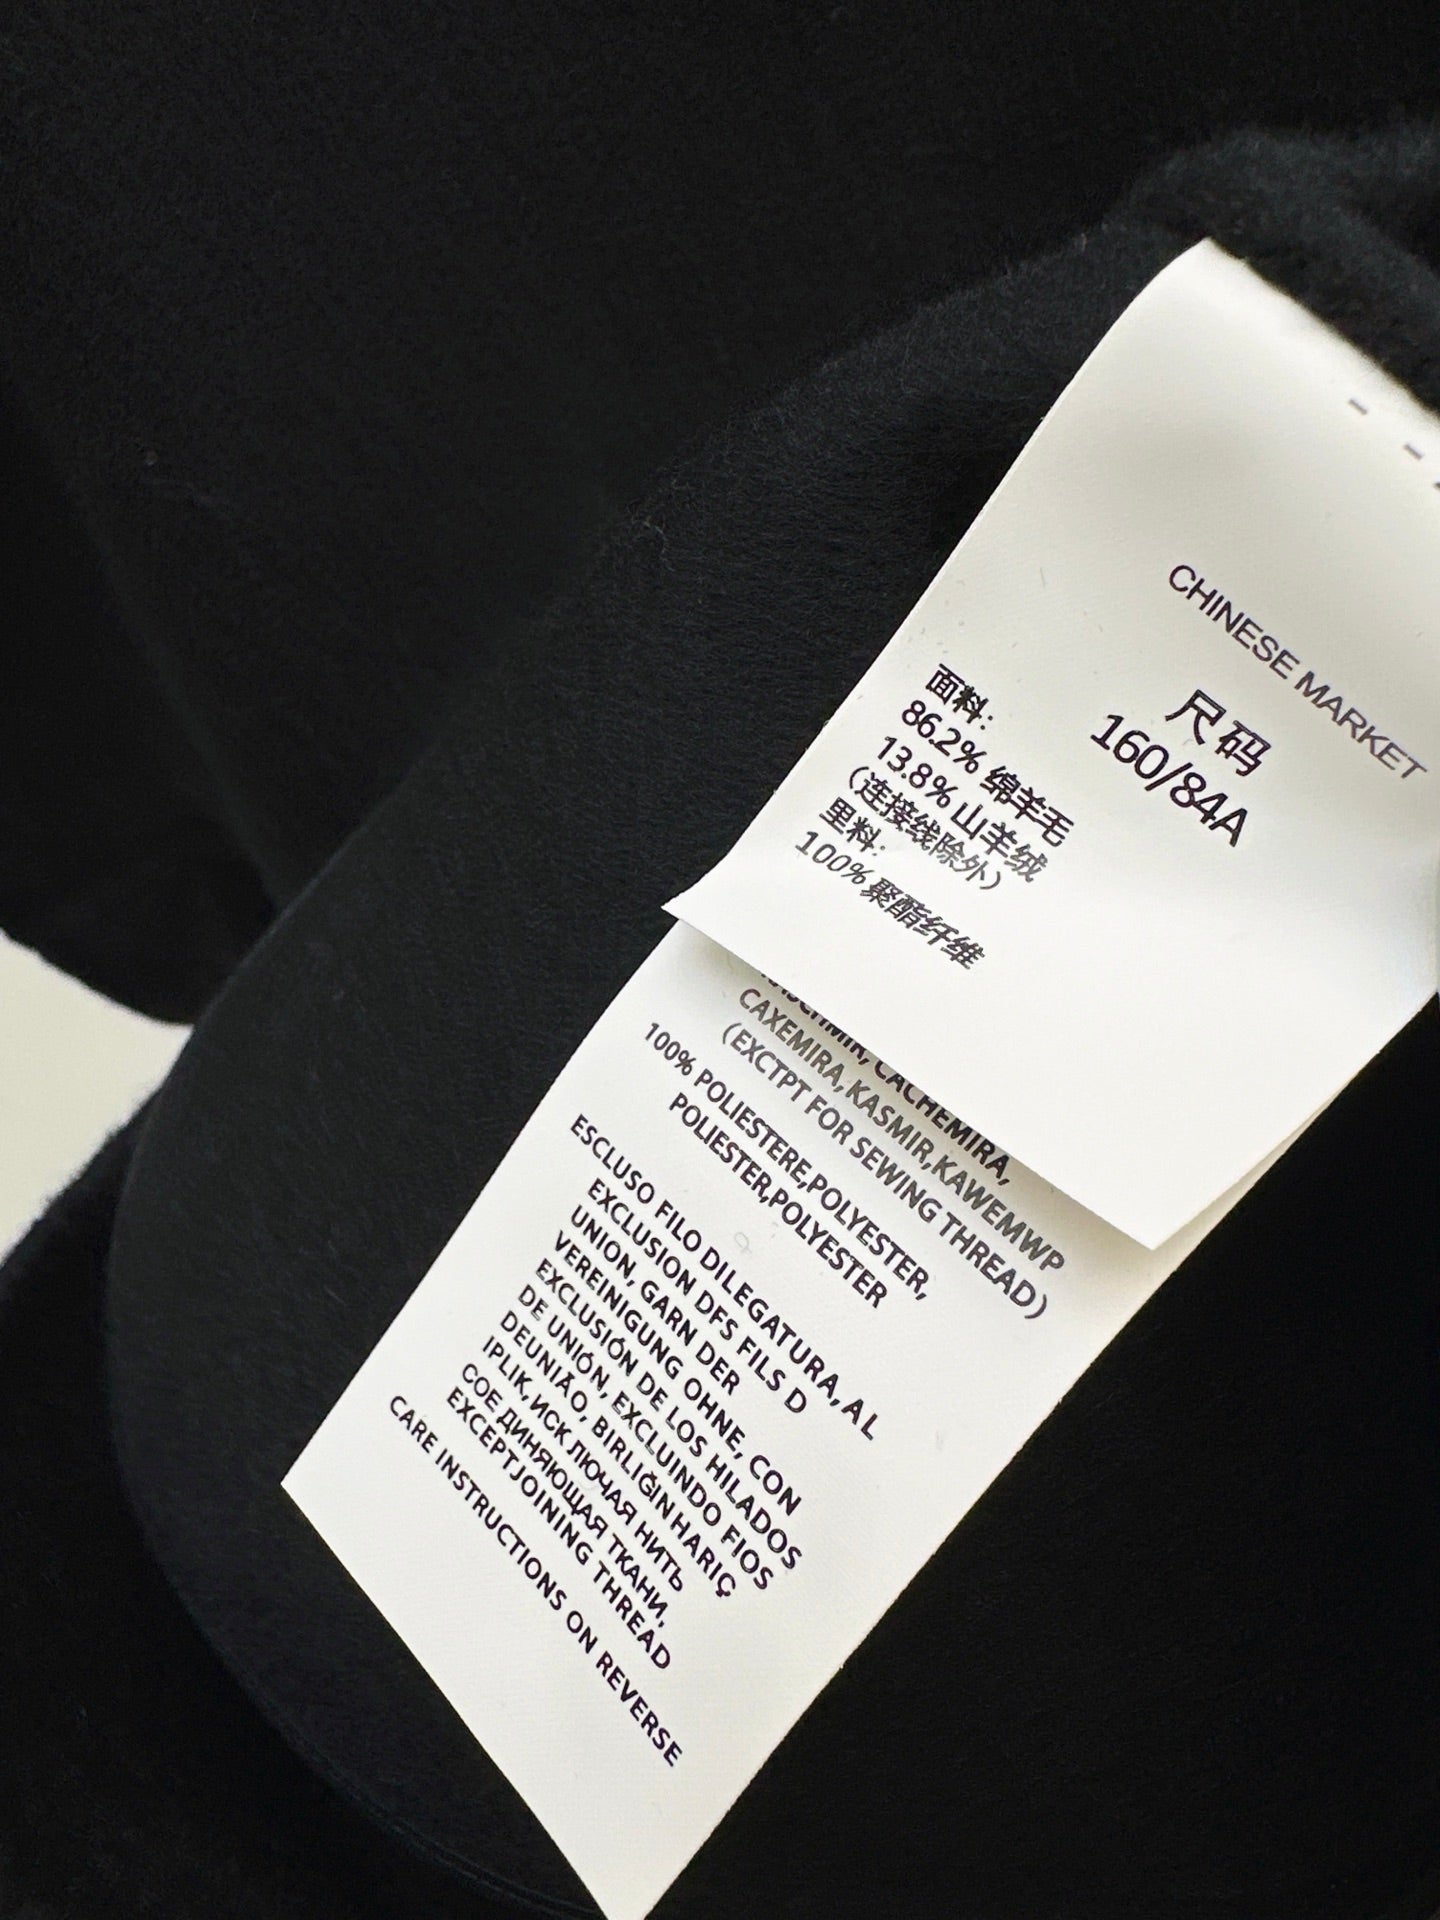 CHINESE MARKET
尺码
160/84A
面料:
86.2% 绵羊毛
13.8% 山羊绒
(连接线除外)
里料:
100% 聚酯纤维
CACHEMIRA,
CAXEMIRA,KASMIR,KAWEMWP
(EXCTPT FOR SEWING THREAD)
100% POLIESTERE,POLYESTER,
POLIESTER,POLYESTER
ESCLUSO FILO DILEGATURA,AL
EXCLUSION DFS FILS D
UNION, GARN DER
VEREINIGUNG OHNE, CON
EXCLUSIÓN DE LOS HILADOS
DE UNIÓN, EXCLUINDO FIOS
DEUNIÃO, BIRLIĞIN HARIÇ
IPLIK,ИСК ЛЮЧАЯ НИТЬ
СОЕ ДИНЯЮЩАЯ ТКАНИ,
EXCEPTJOINING THREAD
CARE INSTRUCTIONS ON REVERSE